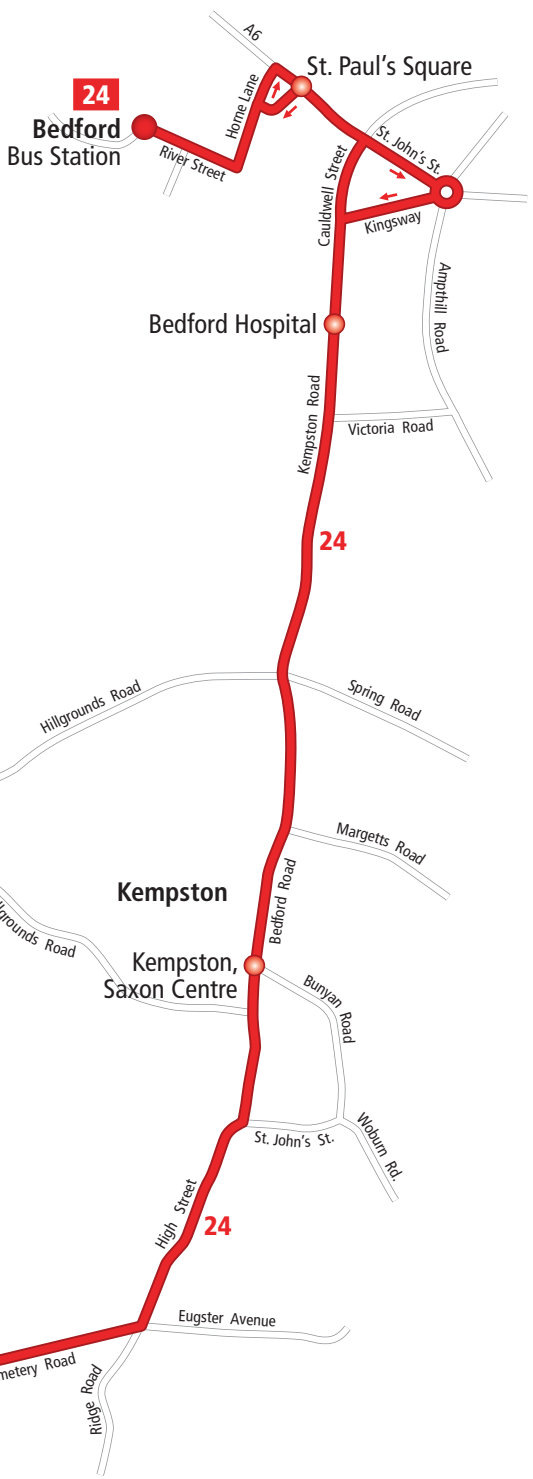 A6
St. Paul's Square
24
Bedford
Bus Station
Horne Lane
River Street
St. John's St.
Cauldwell Street
Kingsway
Ampthill Road
Bedford Hospital
Kempston Road
Victoria Road
24
Hillgrounds Road
Spring Road
Margetts Road
Kempston
Bedford Road
lgrounds Road
Kempston,
Saxon Centre
Bunyan Road
St. John's St.
Woburn Rd.
High Street
24
Eugster Avenue
metery Road
Ridge Road